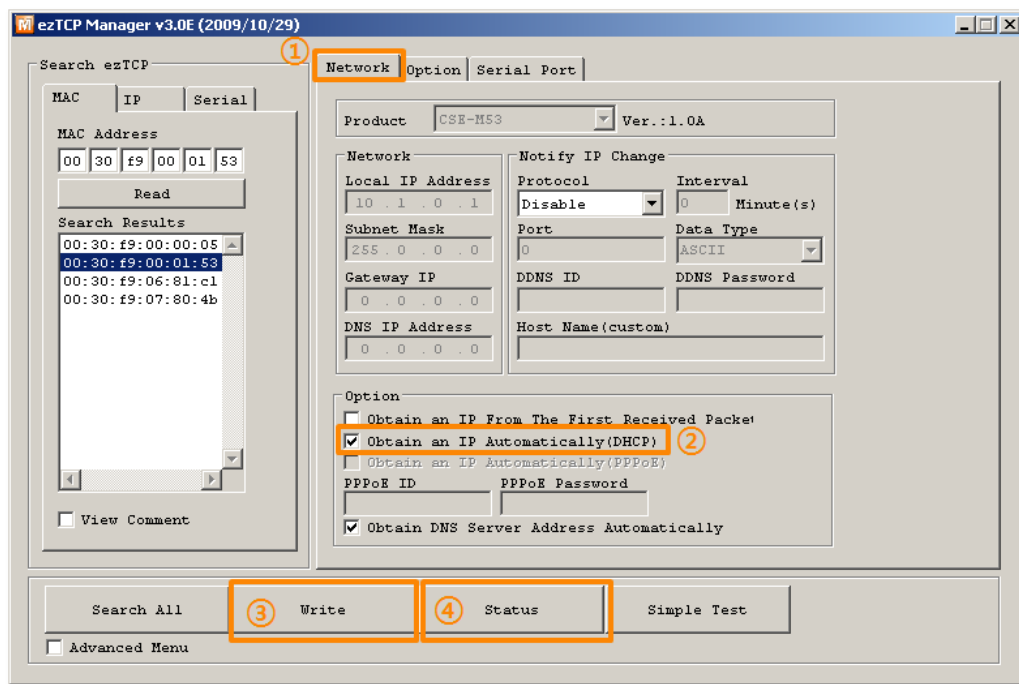 ezTCP Manager v3.0E (2009/10/29)
①
Search ezTCP
MAC IP Serial
MAC Address
00 30 f9 00 01 53
Read
Search Results
00:30:f9:00:00:05
00:30:f9:00:01:53
00:30:f9:06:81:c1
00:30:f9:07:80:4b
View Comment
Network Option Serial Port
Product CSE-M53 Ver.:1.0A
Network
Local IP Address
10 . 1 . 0 . 1
Subnet Mask
255 . 0 . 0 . 0
Gateway IP
0 . 0 . 0 . 0
DNS IP Address
0 . 0 . 0 . 0
Notify IP Change
Protocol Interval
Disable 0 Minute(s)
Port Data Type
0 ASCII
DDNS ID DDNS Password
Host Name(custom)
Option
Obtain an IP From The First Received Packet
Obtain an IP Automatically(DHCP) ②
Obtain an IP Automatically(PPPoE)
PPPoE ID PPPoE Password
Obtain DNS Server Address Automatically
Search All ③ Write ④ Status Simple Test
Advanced Menu